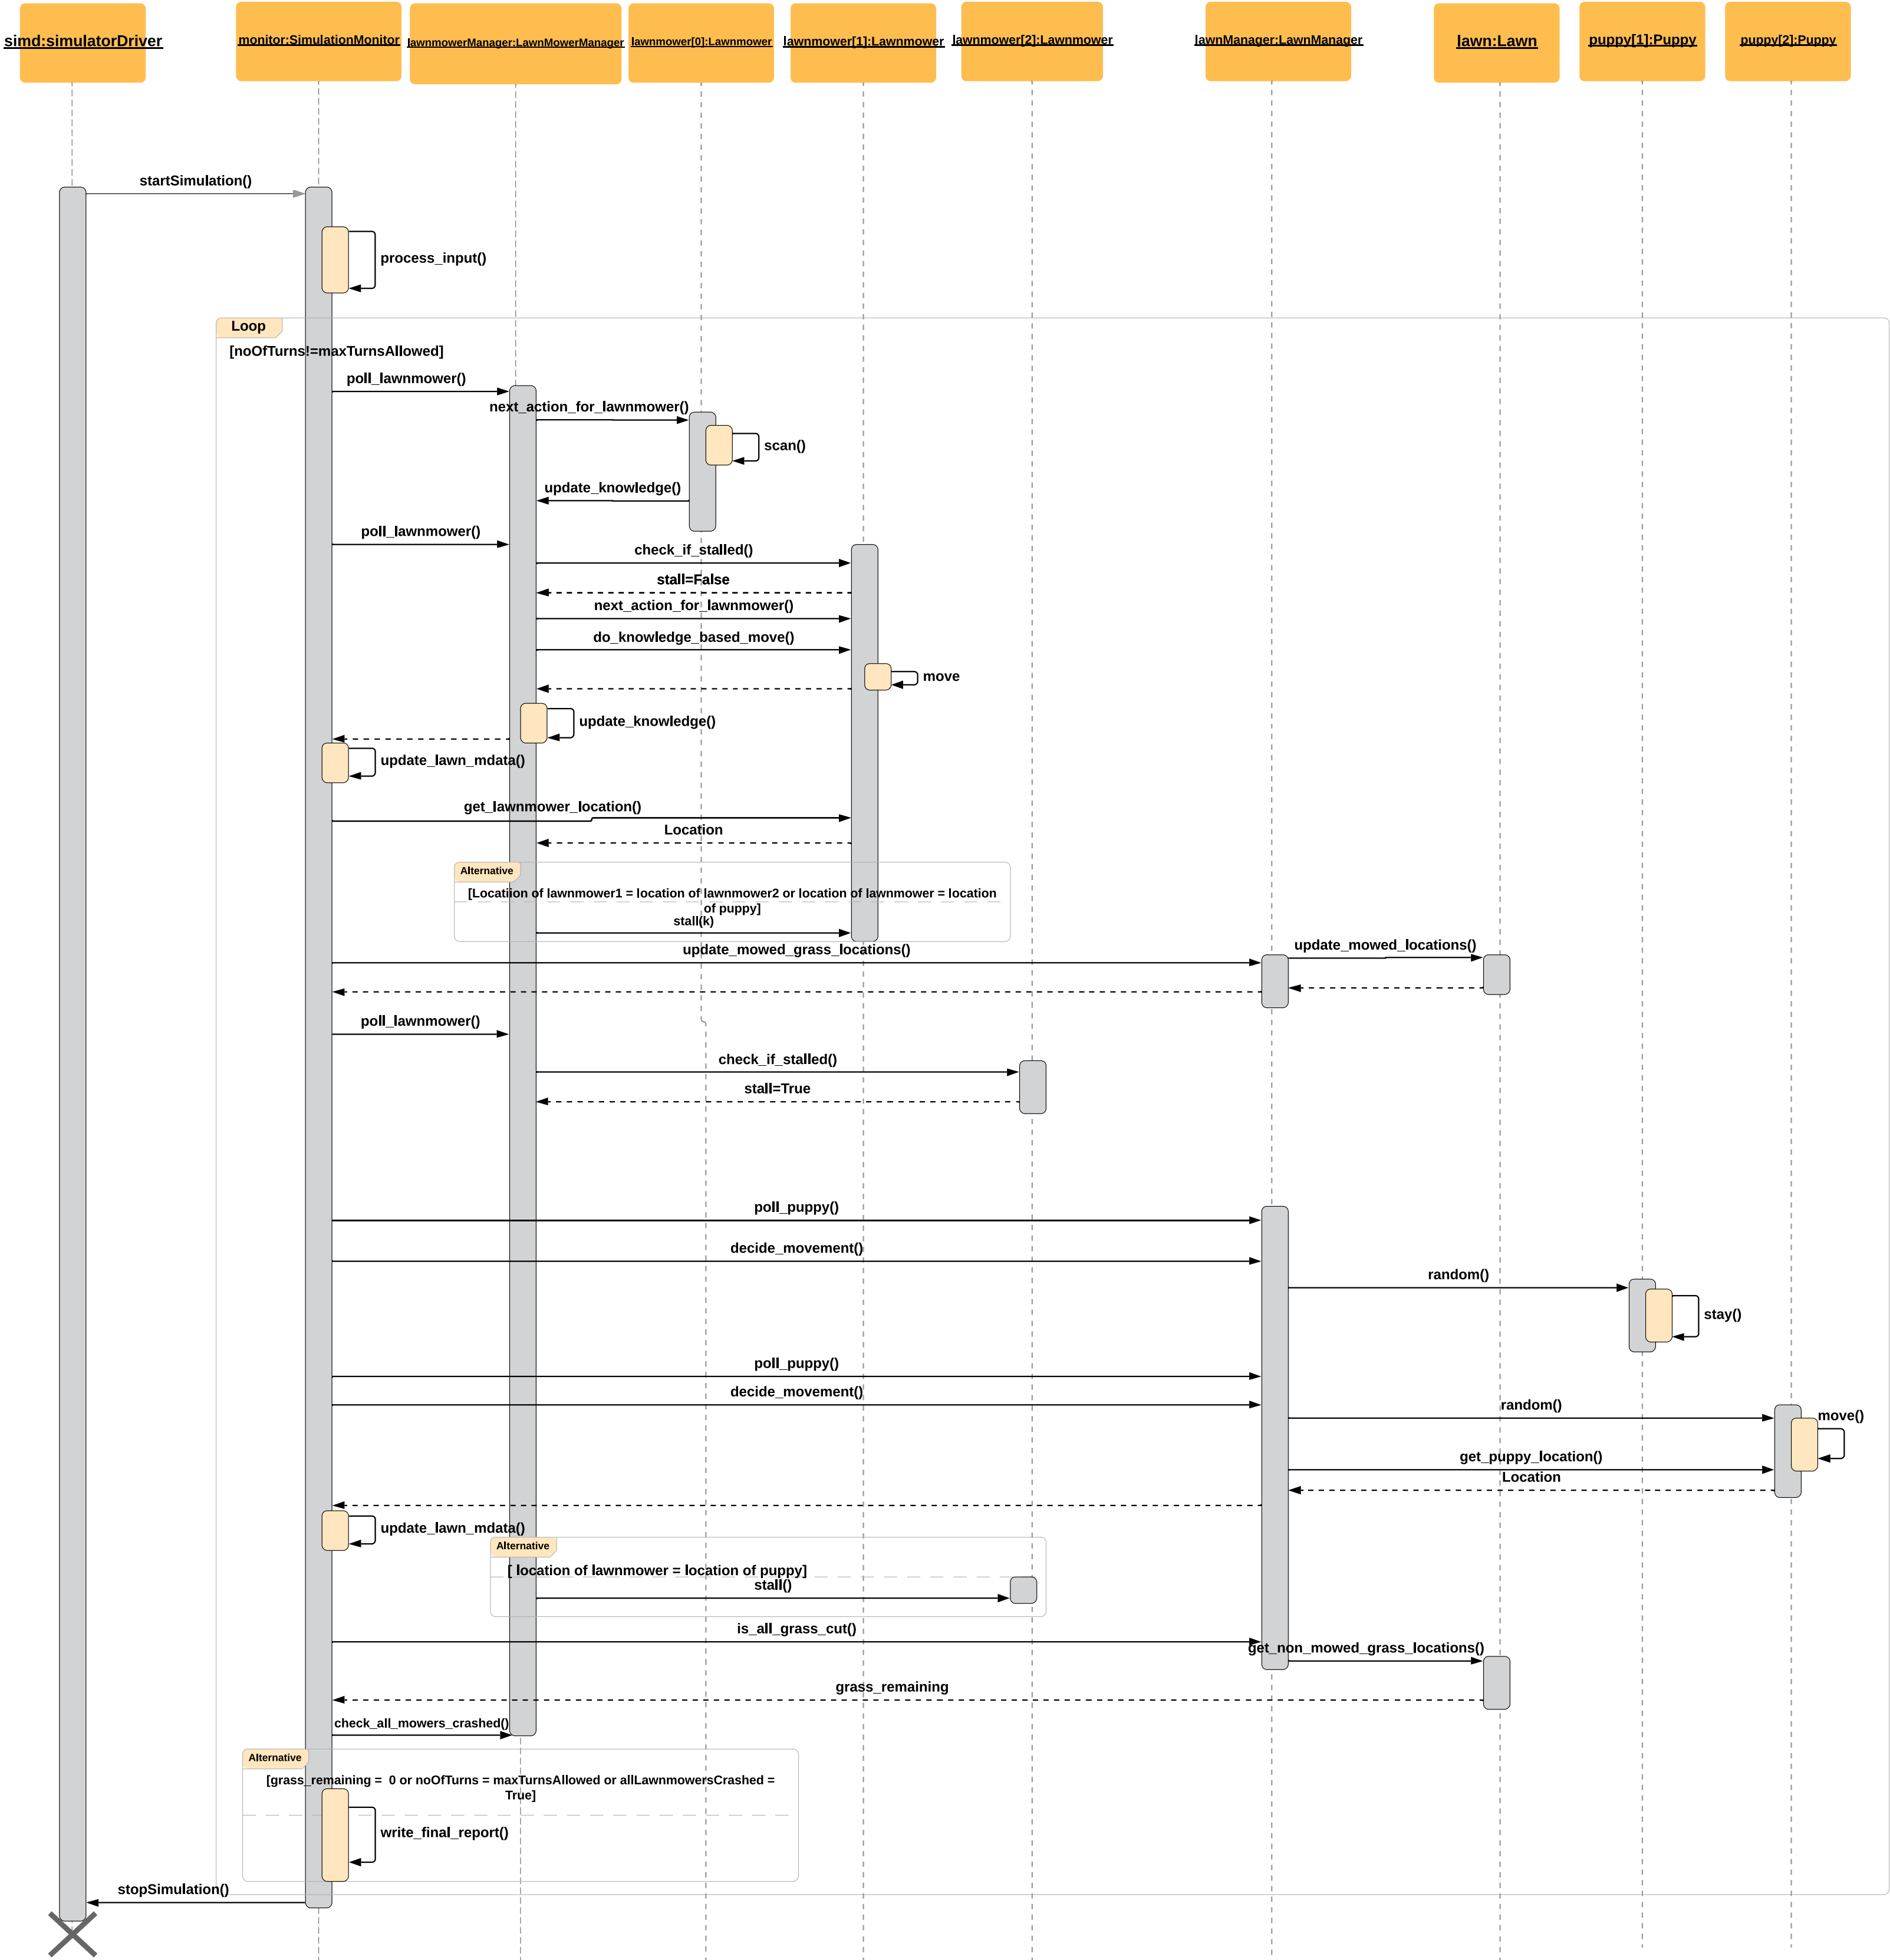 simd:simulatorDriver
monitor:SimulationMonitor
lawnmowerManager:LawnMowerManager
lawnmower[0]:Lawnmower
lawnmower[1]:Lawnmower
lawnmower[2]:Lawnmower
lawnManager:LawnManager
lawn:Lawn
puppy[1]:Puppy
puppy[2]:Puppy
startSimulation()
process_input()
Loop
[noOfTurns!=maxTurnsAllowed]
poll_lawnmower()
next_action_for_lawnmower()
scan()
update_knowledge()
poll_lawnmower()
check_if_stalled()
stall=False
next_action_for_lawnmower()
do_knowledge_based_move()
move
update_knowledge()
update_lawn_mdata()
get_lawnmower_location()
Location
Alternative
[Locatiion of lawnmower1 = location of lawnmower2 or location of lawnmower = location
of puppy]
stall(k)
update_mowed_grass_locations()
update_mowed_locations()
poll_lawnmower()
check_if_stalled()
stall=True
poll_puppy()
decide_movement()
random()
stay()
poll_puppy()
decide_movement()
random()
move()
get_puppy_location()
Location
update_lawn_mdata()
Alternative
[ location of lawnmower = location of puppy]
stall()
is_all_grass_cut()
get_non_mowed_grass_locations()
grass_remaining
check_all_mowers_crashed()
Alternative
[grass_remaining =  0 or noOfTurns = maxTurnsAllowed or allLawnmowersCrashed =
True]
write_final_report()
stopSimulation()